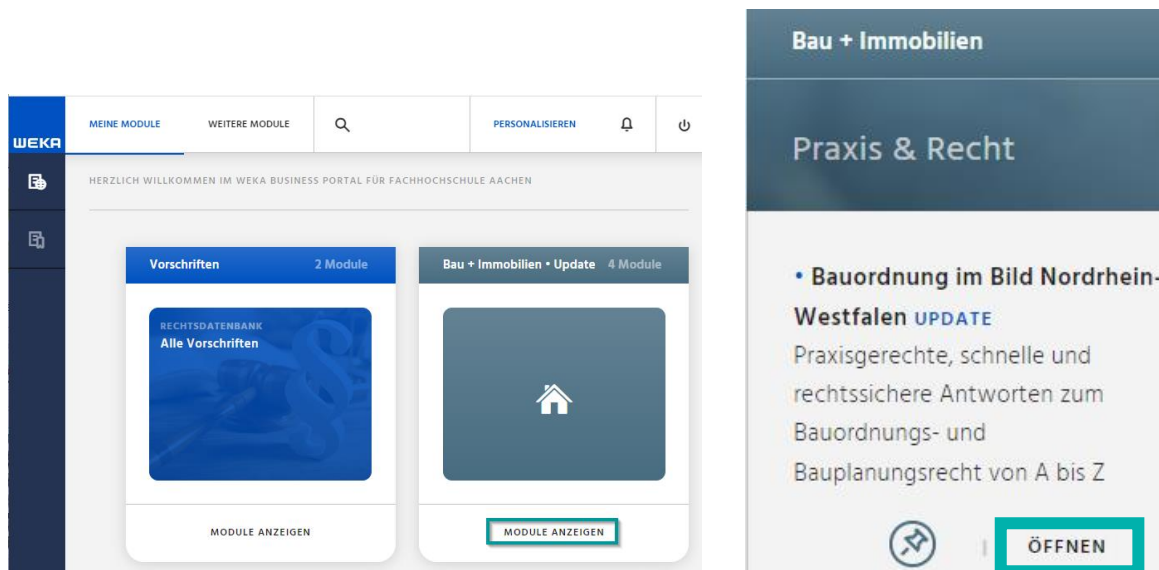 WEKA
MEINE MODULE
WEITERE MODULE
PERSONALISIEREN
HERZLICH WILLKOMMEN IM WEKA BUSINESS PORTAL FÜR FACHHOCHSCHULE AACHEN
Vorschriften 2 Module
RECHTSDATENBANK
Alle Vorschriften
MODULE ANZEIGEN
Bau + Immobilien • Update 4 Module
MODULE ANZEIGEN
Bau + Immobilien
Praxis & Recht
• Bauordnung im Bild Nordrhein-
Westfalen UPDATE
Praxisgerechte, schnelle und
rechtssichere Antworten zum
Bauordnungs- und
Bauplanungsrecht von A bis Z
ÖFFNEN